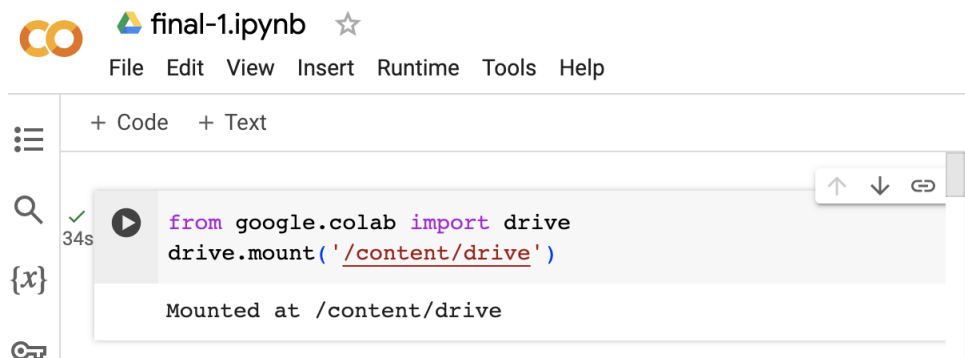 final-1.ipynb
File Edit View Insert Runtime Tools Help
+ Code + Text
34s
from google.colab import drive
drive.mount('/content/drive')
Mounted at /content/drive
{x}